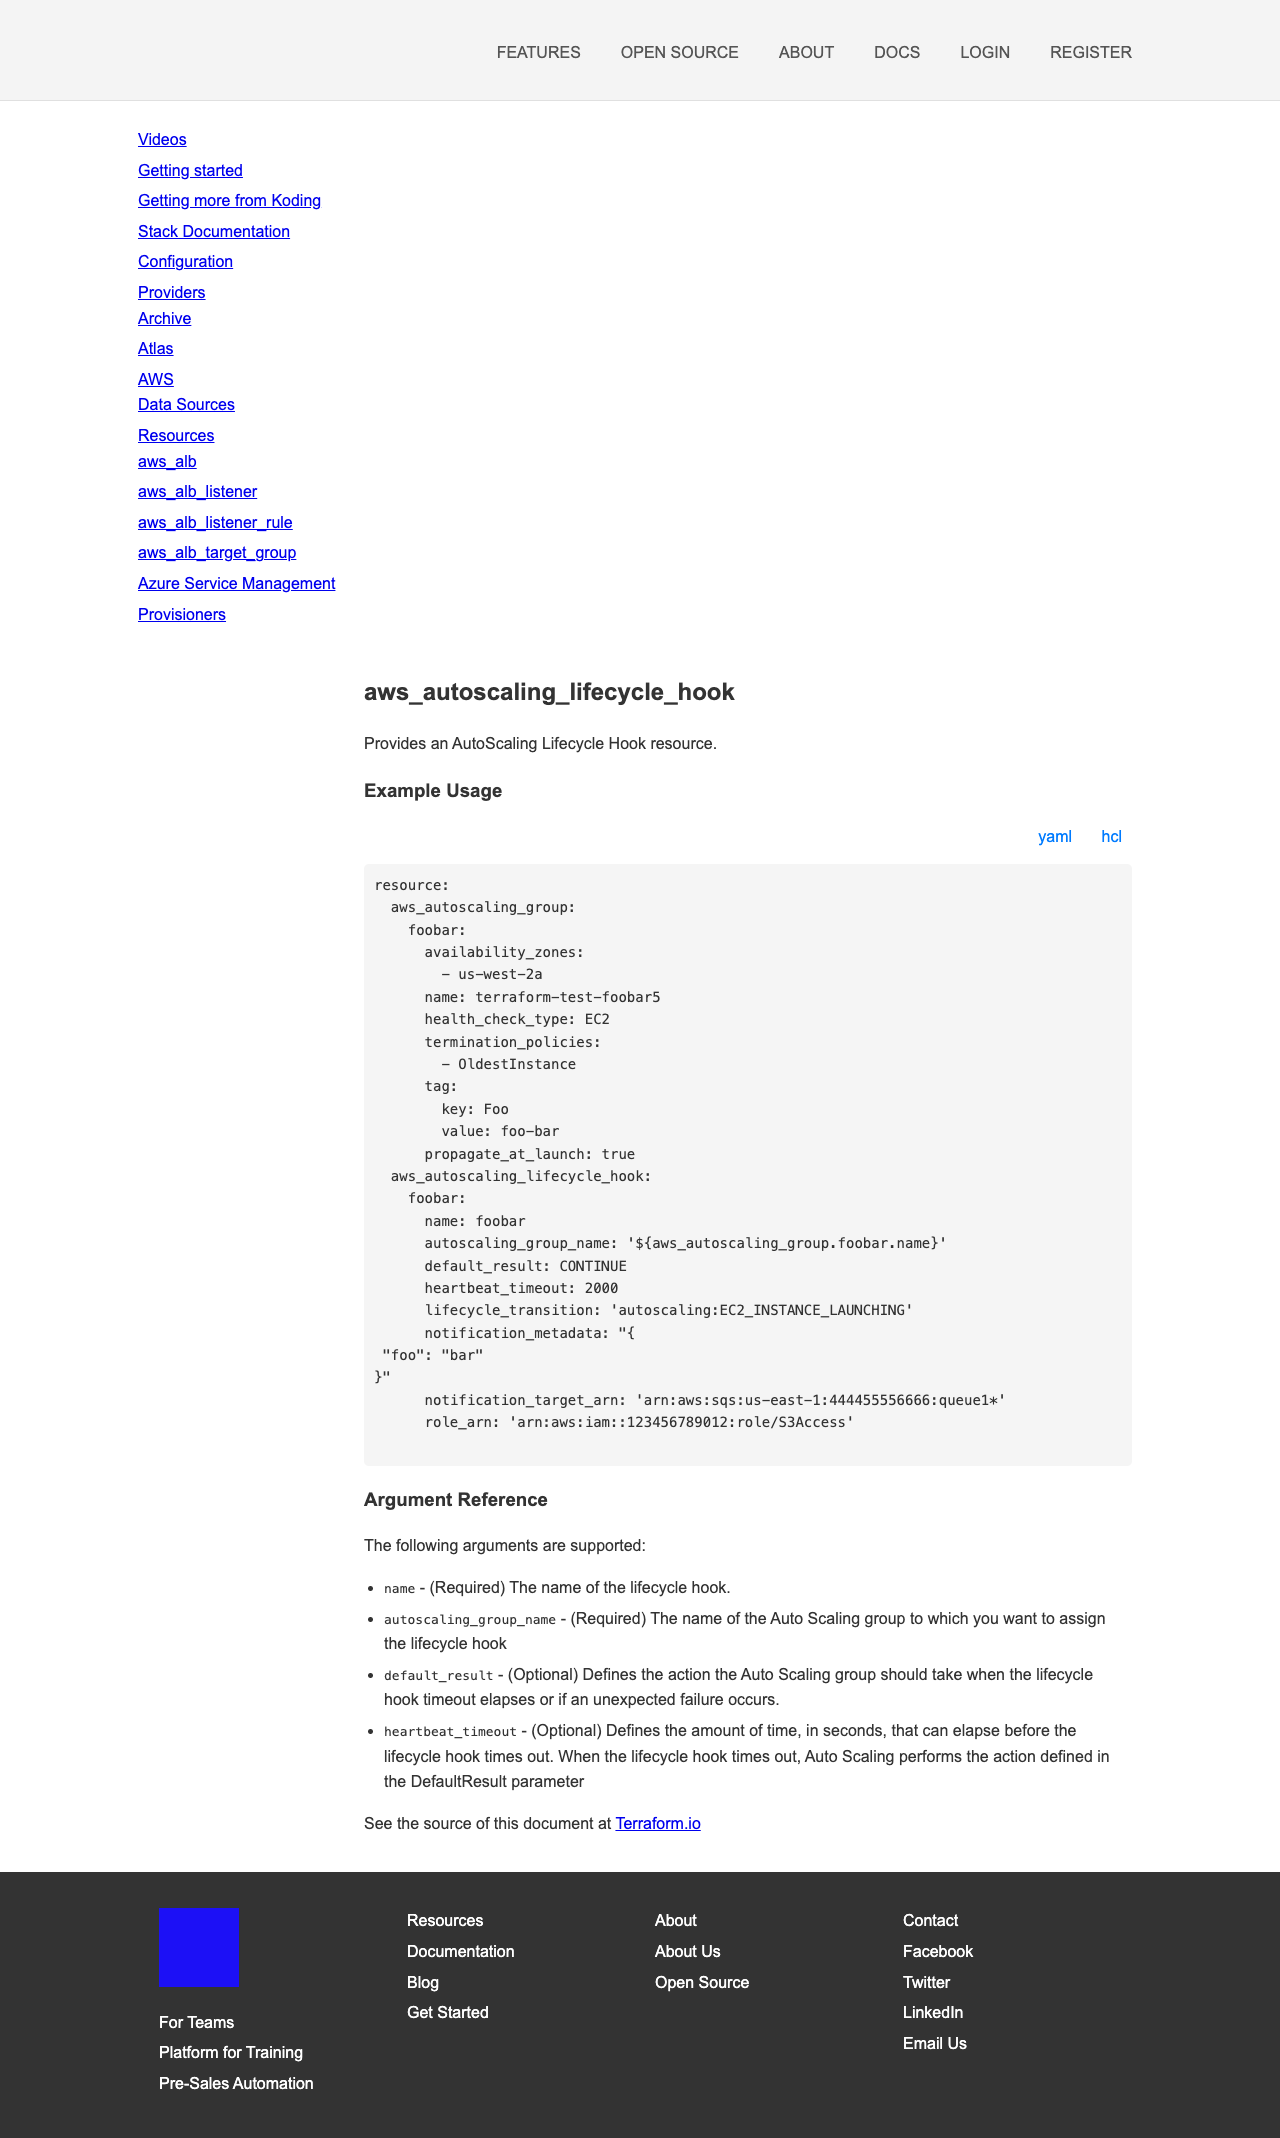 FEATURES OPEN SOURCE ABOUT DOCS LOGIN REGISTER
Videos
Getting started
Getting more from Koding
Stack Documentation
Configuration
Providers
Archive
Atlas
AWS
Data Sources
Resources
aws_alb
aws_alb_listener
aws_alb_listener_rule
aws_alb_target_group
Azure Service Management
Provisioners
aws_autoscaling_lifecycle_hook
Provides an AutoScaling Lifecycle Hook resource.
Example Usage
yaml hcl
resource:
  aws_autoscaling_group:
    foobar:
      availability_zones:
        - us-west-2a
      name: terraform-test-foobar5
      health_check_type: EC2
      termination_policies:
        - OldestInstance
      tag:
        key: Foo
        value: foo-bar
      propagate_at_launch: true
  aws_autoscaling_lifecycle_hook:
    foobar:
      name: foobar
      autoscaling_group_name: '${aws_autoscaling_group.foobar.name}'
      default_result: CONTINUE
      heartbeat_timeout: 2000
      lifecycle_transition: 'autoscaling:EC2_INSTANCE_LAUNCHING'
      notification_metadata: "{
 "foo": "bar"
}"
      notification_target_arn: 'arn:aws:sqs:us-east-1:444455556666:queue1*'
      role_arn: 'arn:aws:iam::123456789012:role/S3Access'
Argument Reference
The following arguments are supported:
• name - (Required) The name of the lifecycle hook.
• autoscaling_group_name - (Required) The name of the Auto Scaling group to which you want to assign
the lifecycle hook
• default_result - (Optional) Defines the action the Auto Scaling group should take when the lifecycle
hook timeout elapses or if an unexpected failure occurs.
• heartbeat_timeout - (Optional) Defines the amount of time, in seconds, that can elapse before the
lifecycle hook times out. When the lifecycle hook times out, Auto Scaling performs the action defined in
the DefaultResult parameter
See the source of this document at Terraform.io
For Teams
Platform for Training
Pre-Sales Automation
Resources
Documentation
Blog
Get Started
About
About Us
Open Source
Contact
Facebook
Twitter
LinkedIn
Email Us